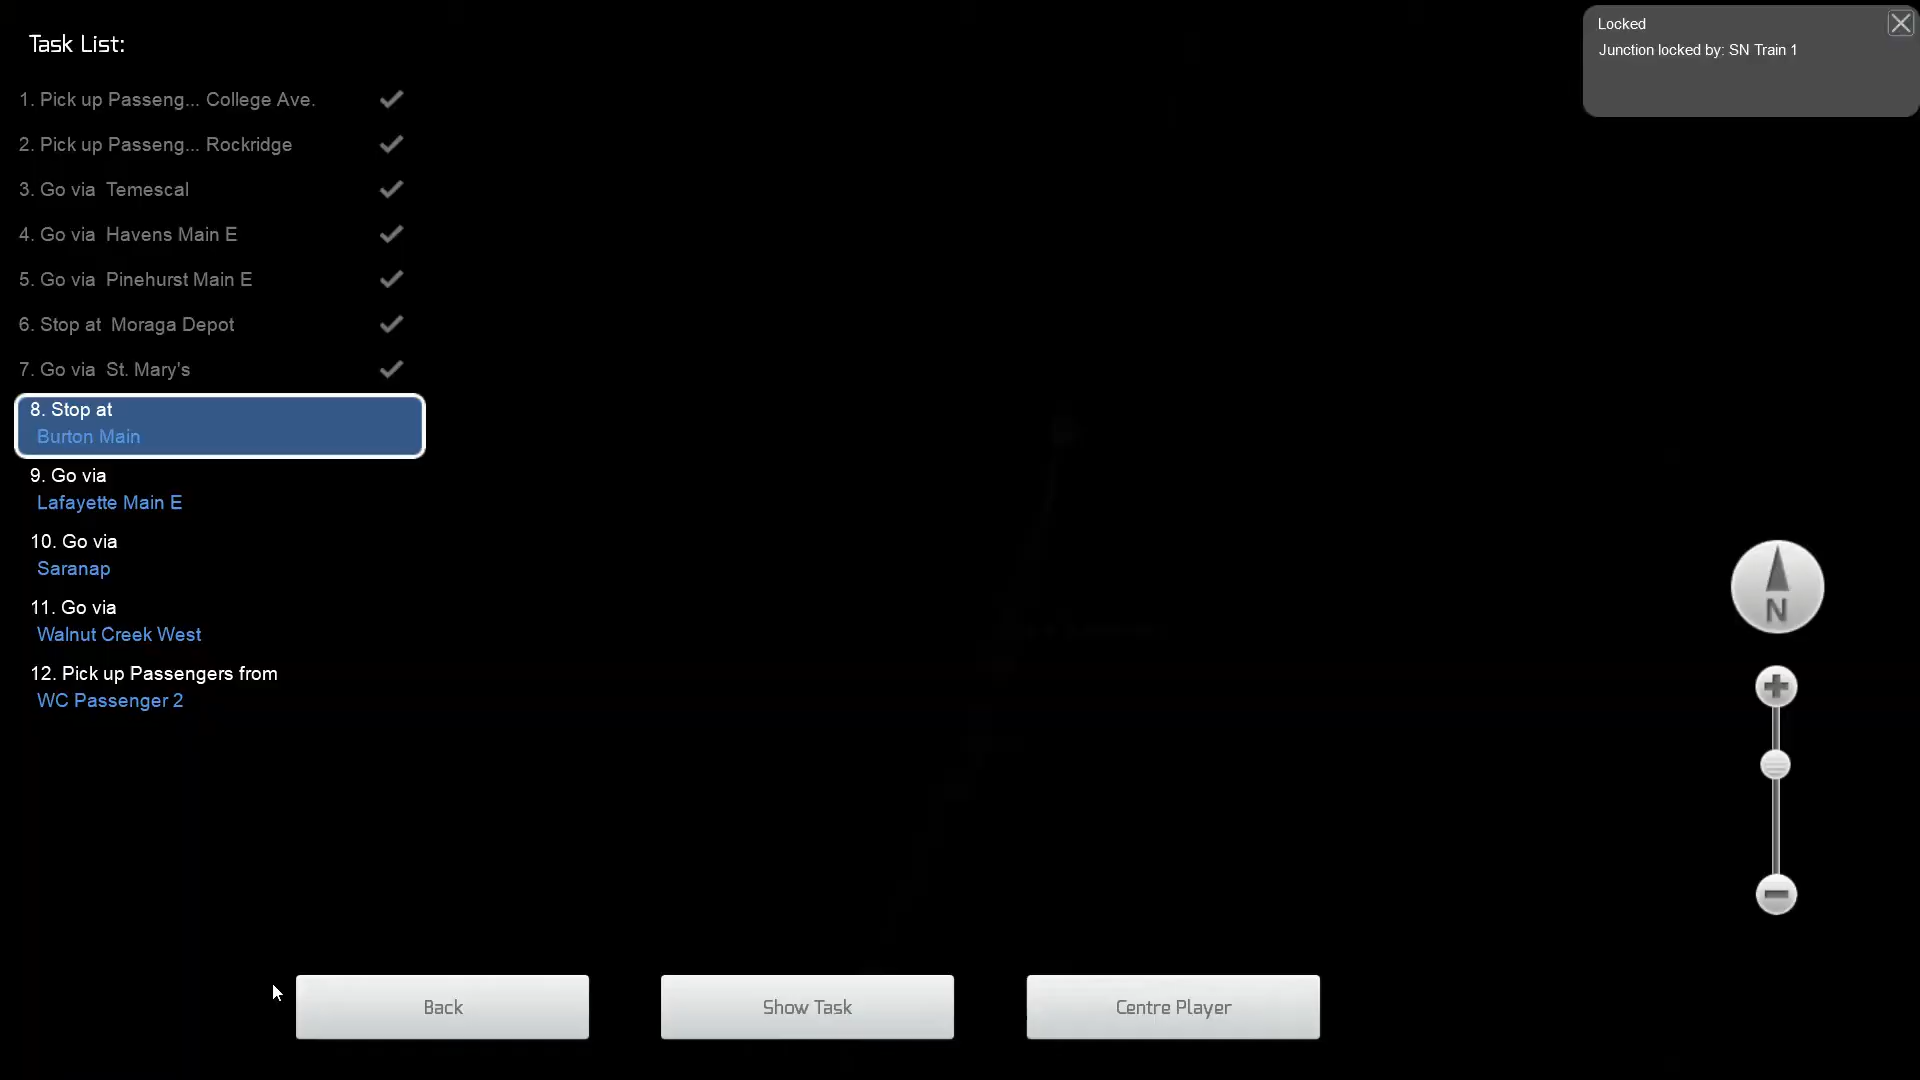 Task List:
Locked
Junction locked by: SN Train 1
1. Pick up Passeng... College Ave.
2. Pick up Passeng... Rockridge
3. Go via Temescal
4. Go via Havens Main E
5. Go via Pinehurst Main E
6. Stop at Moraga Depot
7. Go via St. Mary's
8. Stop at
Burton Main
9. Go via
Lafayette Main E
10. Go via
Saranap
11. Go via
Walnut Creek West
12. Pick up Passengers from
WC Passenger 2
N
Back
Show Task
Centre Player